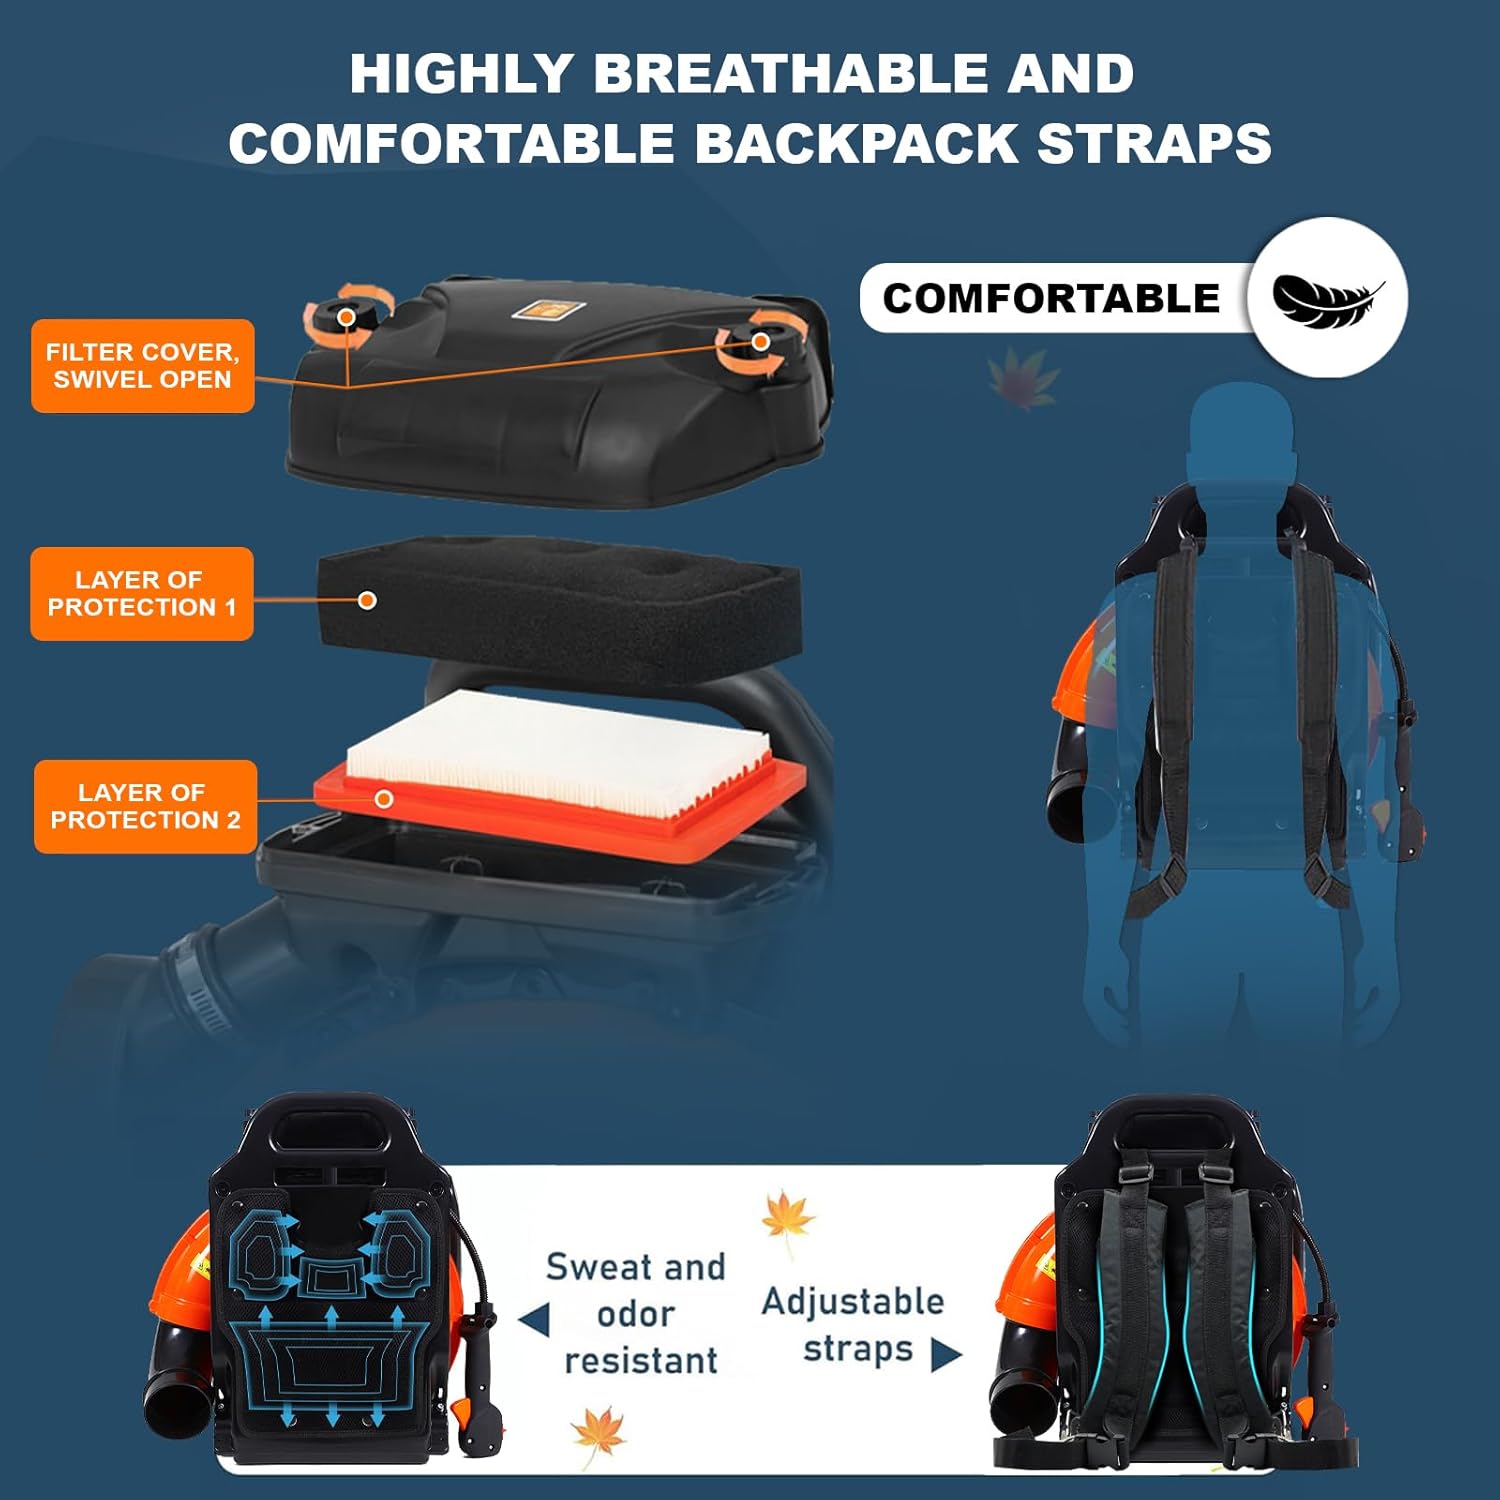 HIGHLY BREATHABLE AND
COMFORTABLE BACKPACK STRAPS
COMFORTABLE
FILTER COVER,
SWIVEL OPEN
LAYER OF
PROTECTION 1
LAYER OF
PROTECTION 2
Sweat and
odor
resistant
Adjustable
straps